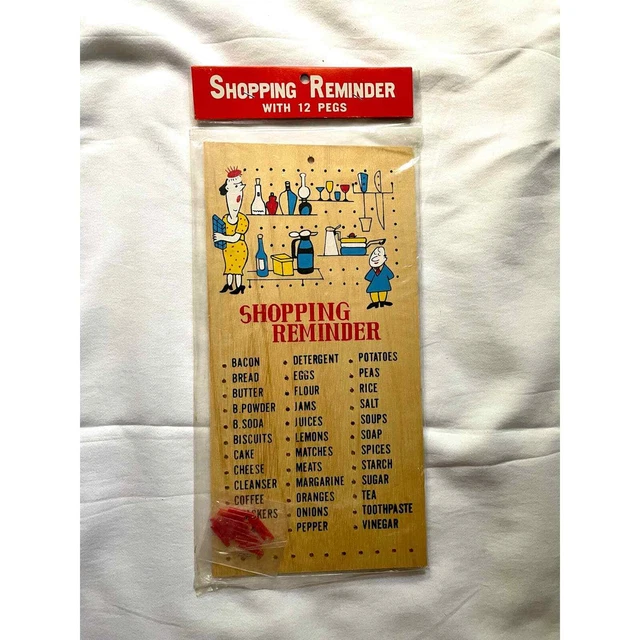 SHOPPING REMINDER
WITH 12 PEGS
SHOPPING
REMINDER
BACON
BREAD
BUTTER
B. POWDER
B. SODA
BISCUITS
CAKE
CHEESE
CLEANSER
COFFEE
DETERGENT
EGGS
FLOUR
JAMS
JUICES
LEMONS
MATCHES
MEATS
MARGARINE
ORANGES
ONIONS
PEPPER
POTATOES
PEAS
RICE
SALT
SOUPS
SOAP
SPICES
STARCH
SUGAR
TEA
TOOTHPASTE
VINEGAR